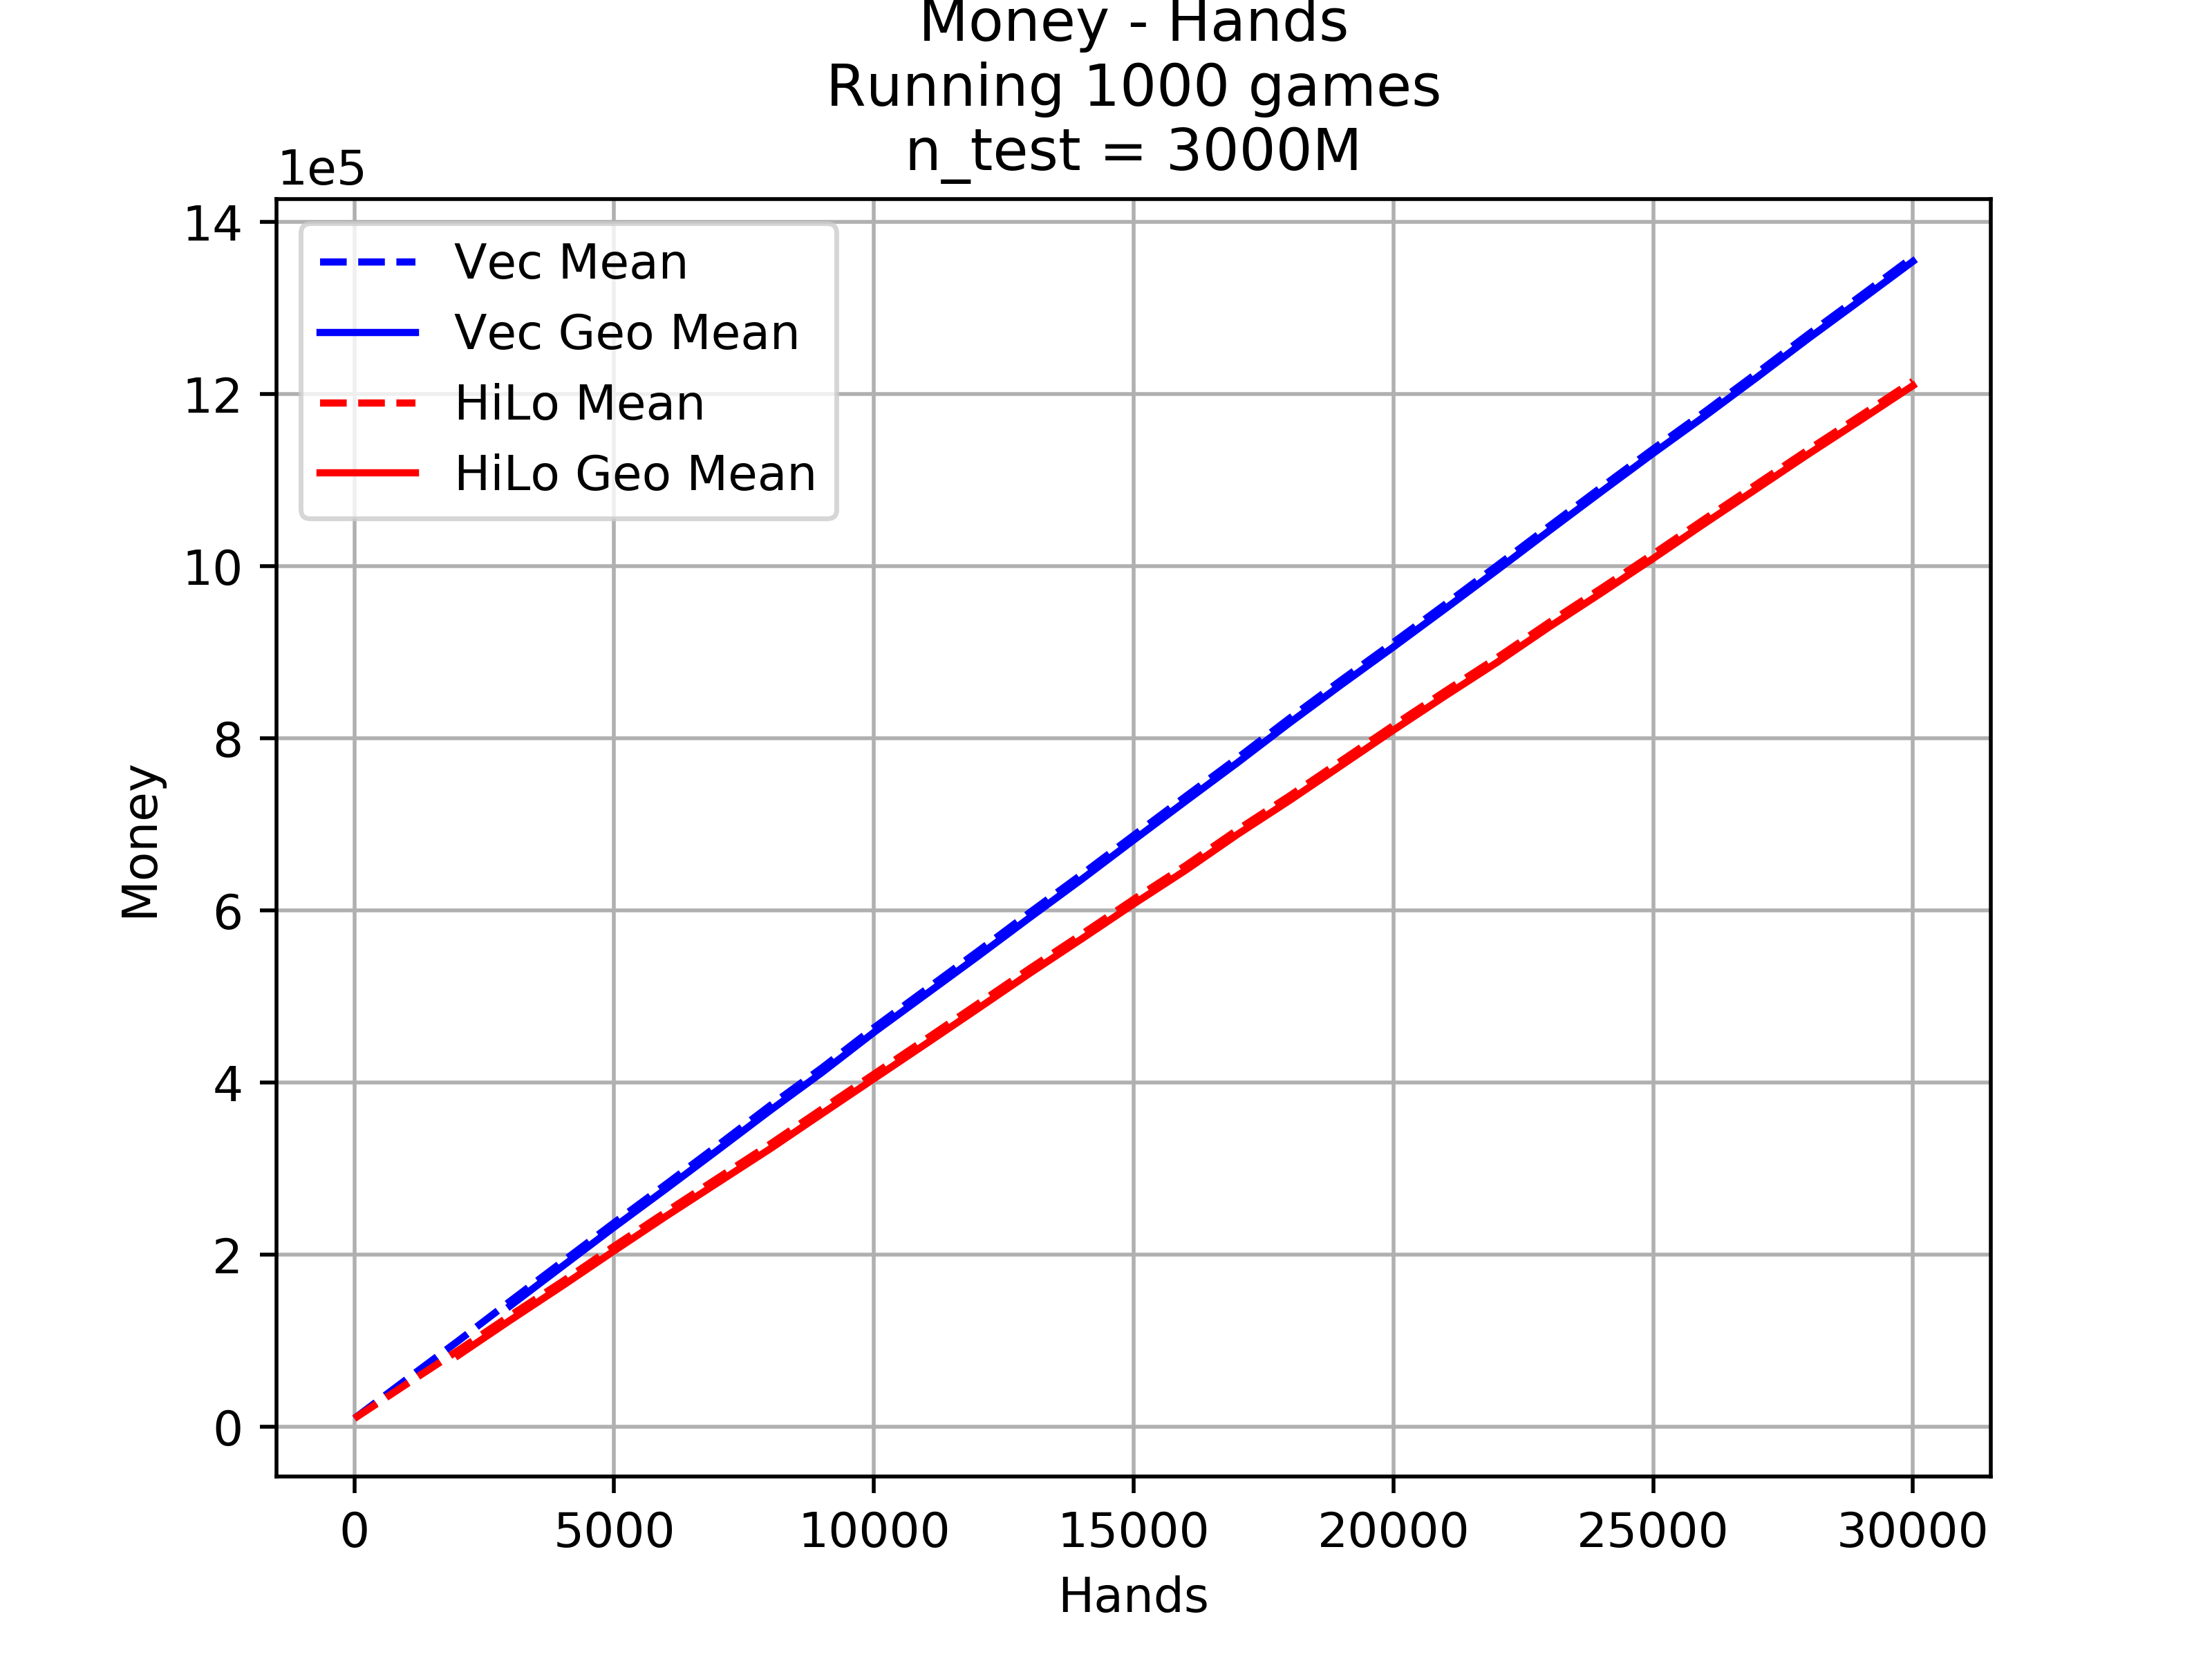 Money - Hands
Running 1000 games
n_test = 3000M
1e5
14
12
10
8
6
4
2
0
Vec Mean
Vec Geo Mean
HiLo Mean
HiLo Geo Mean
Money
0 5000 10000 15000 20000 25000 30000
Hands